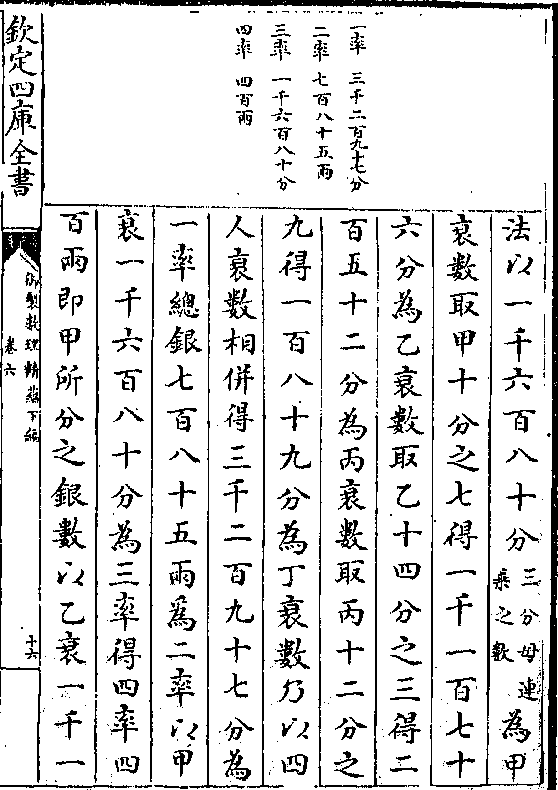 一率　三千二百九十七分
二率　七百八十五兩
三率　一千六百八十分
四率　四百兩
法以一千六百八十分三分母連乘之數為甲
衰數取甲十分之七得一千一百七十
六分為乙衰數取乙十四分之三得二
百五十二分為丙衰數取丙十二分之
九得一百八十九分為丁衰數乃以四
人衰數相併得三千二百九十七分為
一率總銀七百八十五兩為二率以甲
衰一千六百八十分為三率得四率四
百兩即甲所分之銀數以乙衰一千一
欽定四庫全書
御製數理精蘊下編
卷六
十六